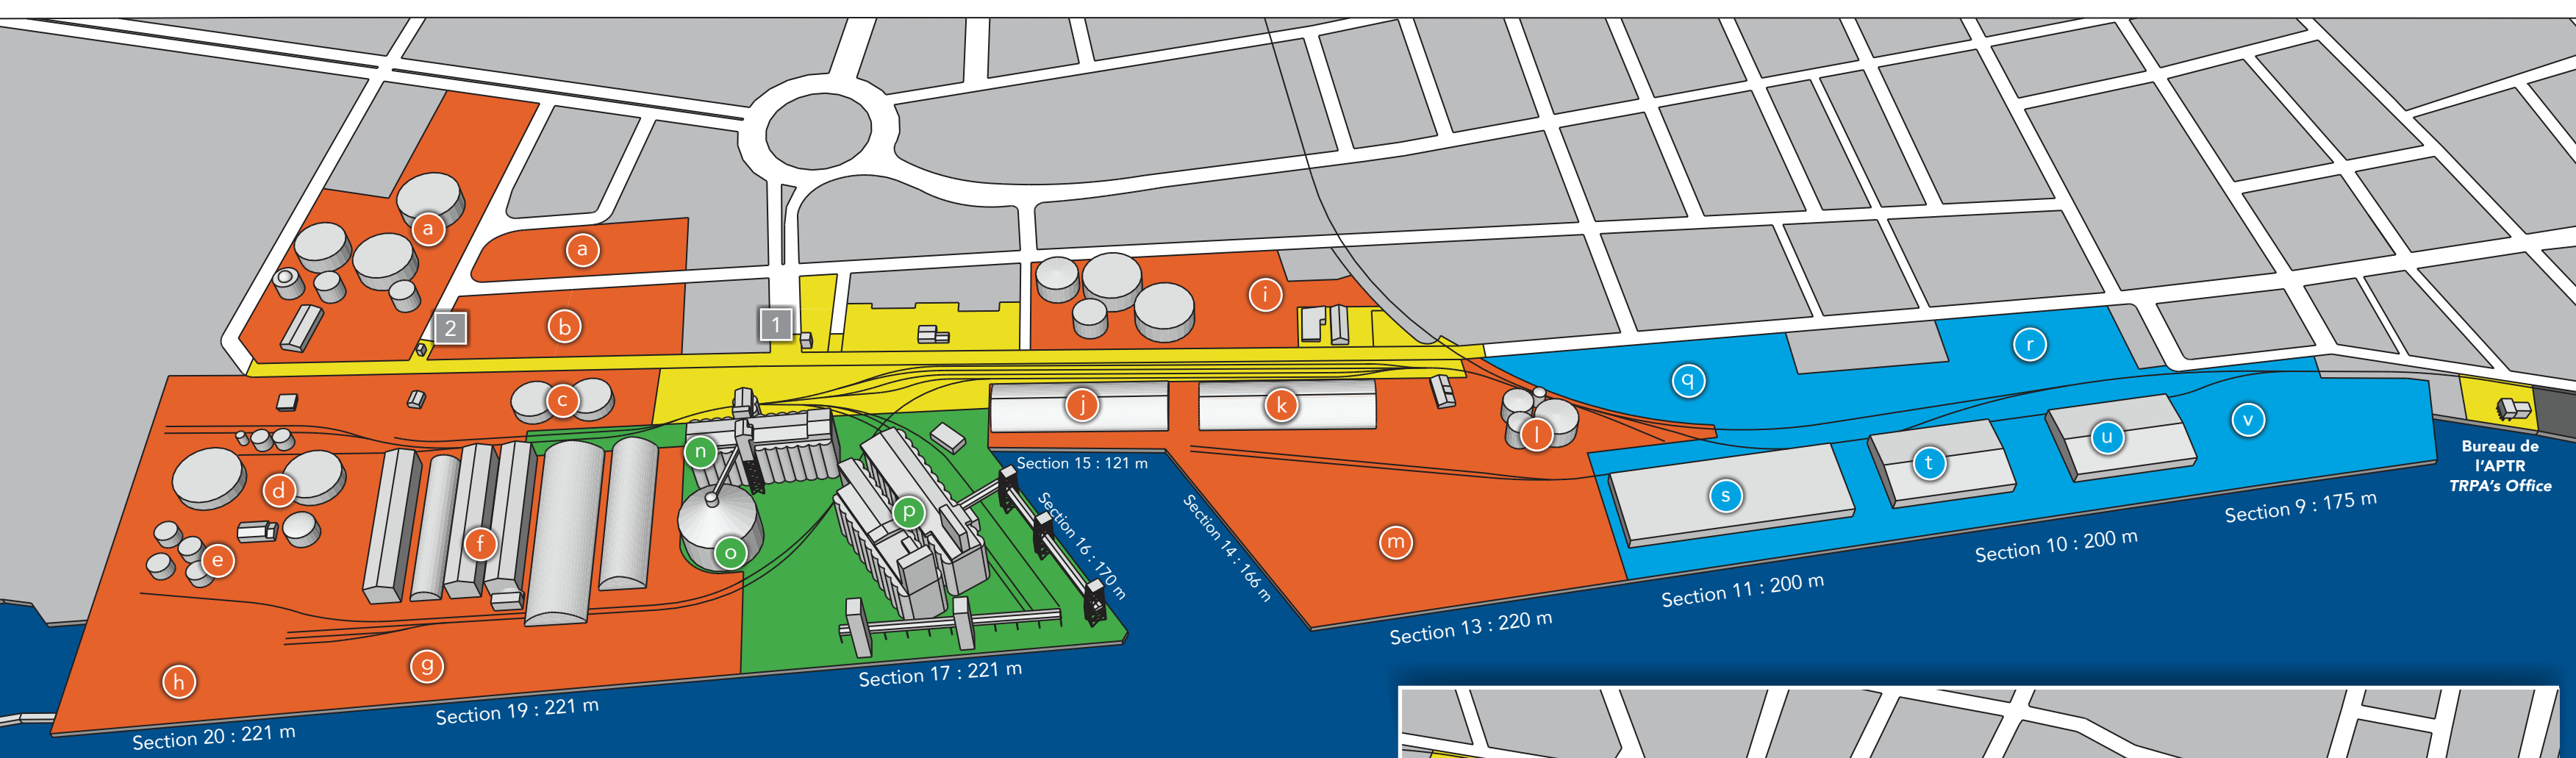 a
a
2
b
1
i
c
j
k
l
q
r
s
t
u
v
Bureau de
l'APTR
TRPA's Office
n
o
p
d
e
f
g
h
m
Section 15 : 121 m
Section 16 : 170 m
Section 14 : 166 m
Section 9 : 175 m
Section 10 : 200 m
Section 11 : 200 m
Section 13 : 220 m
Section 17 : 221 m
Section 19 : 221 m
Section 20 : 221 m